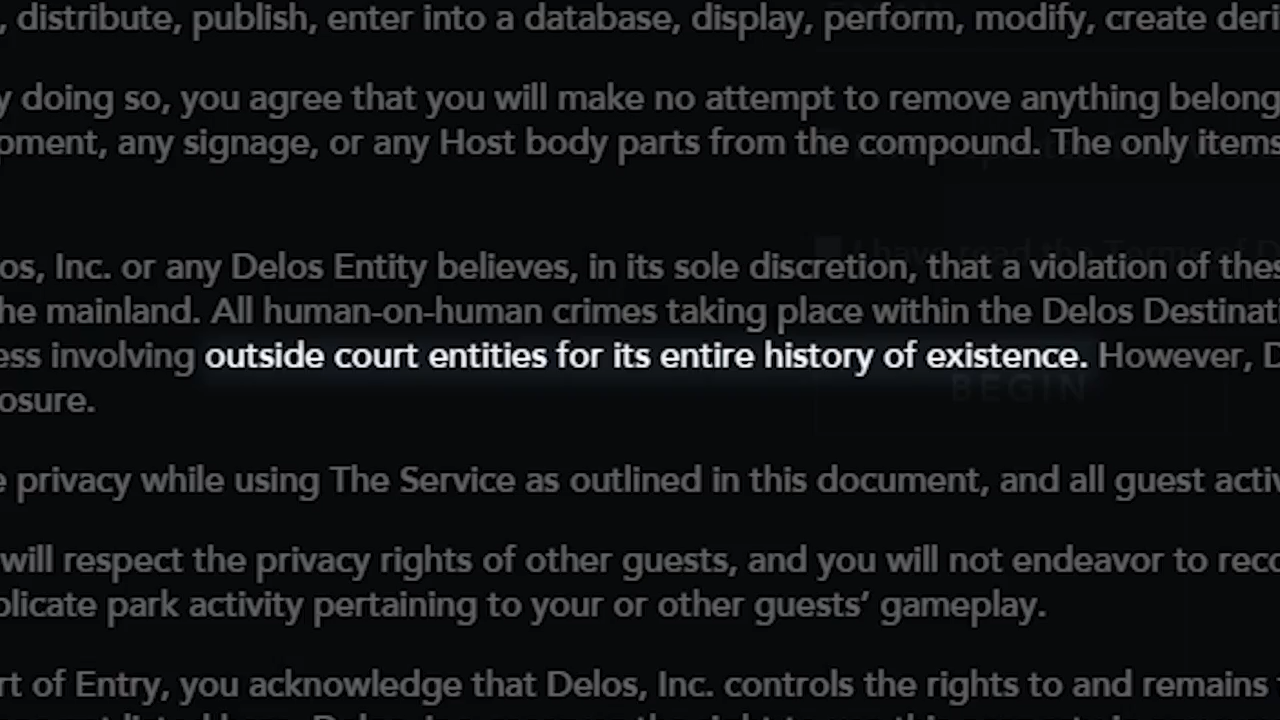 , distribute, publish, enter into a database, display, perform, modify, create deri
y doing so, you agree that you will make no attempt to remove anything belong
pment, any signage, or any Host body parts from the compound. The only items
I have read the Terms of D
os, Inc. or any Delos Entity believes, in its sole discretion, that a violation of thes
he mainland. All human-on-human crimes taking place within the Delos Destinat
ess involving outside court entities for its entire history of existence. However, D
BEGIN
osure.
e privacy while using The Service as outlined in this document, and all guest activ
will respect the privacy rights of other guests, and you will not endeavor to reco
plicate park activity pertaining to your or other guests’ gameplay.
rt of Entry, you acknowledge that Delos, Inc. controls the rights to and remains